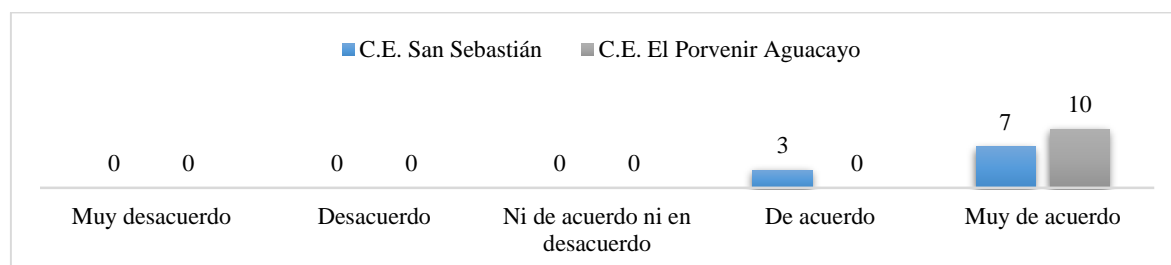 C.E. San Sebastián C.E. El Porvenir Aguacayo
0 0 0 0 0 0 3 0 7 10
Muy desacuerdo Desacuerdo Ni de acuerdo ni en De acuerdo Muy de acuerdo
desacuerdo